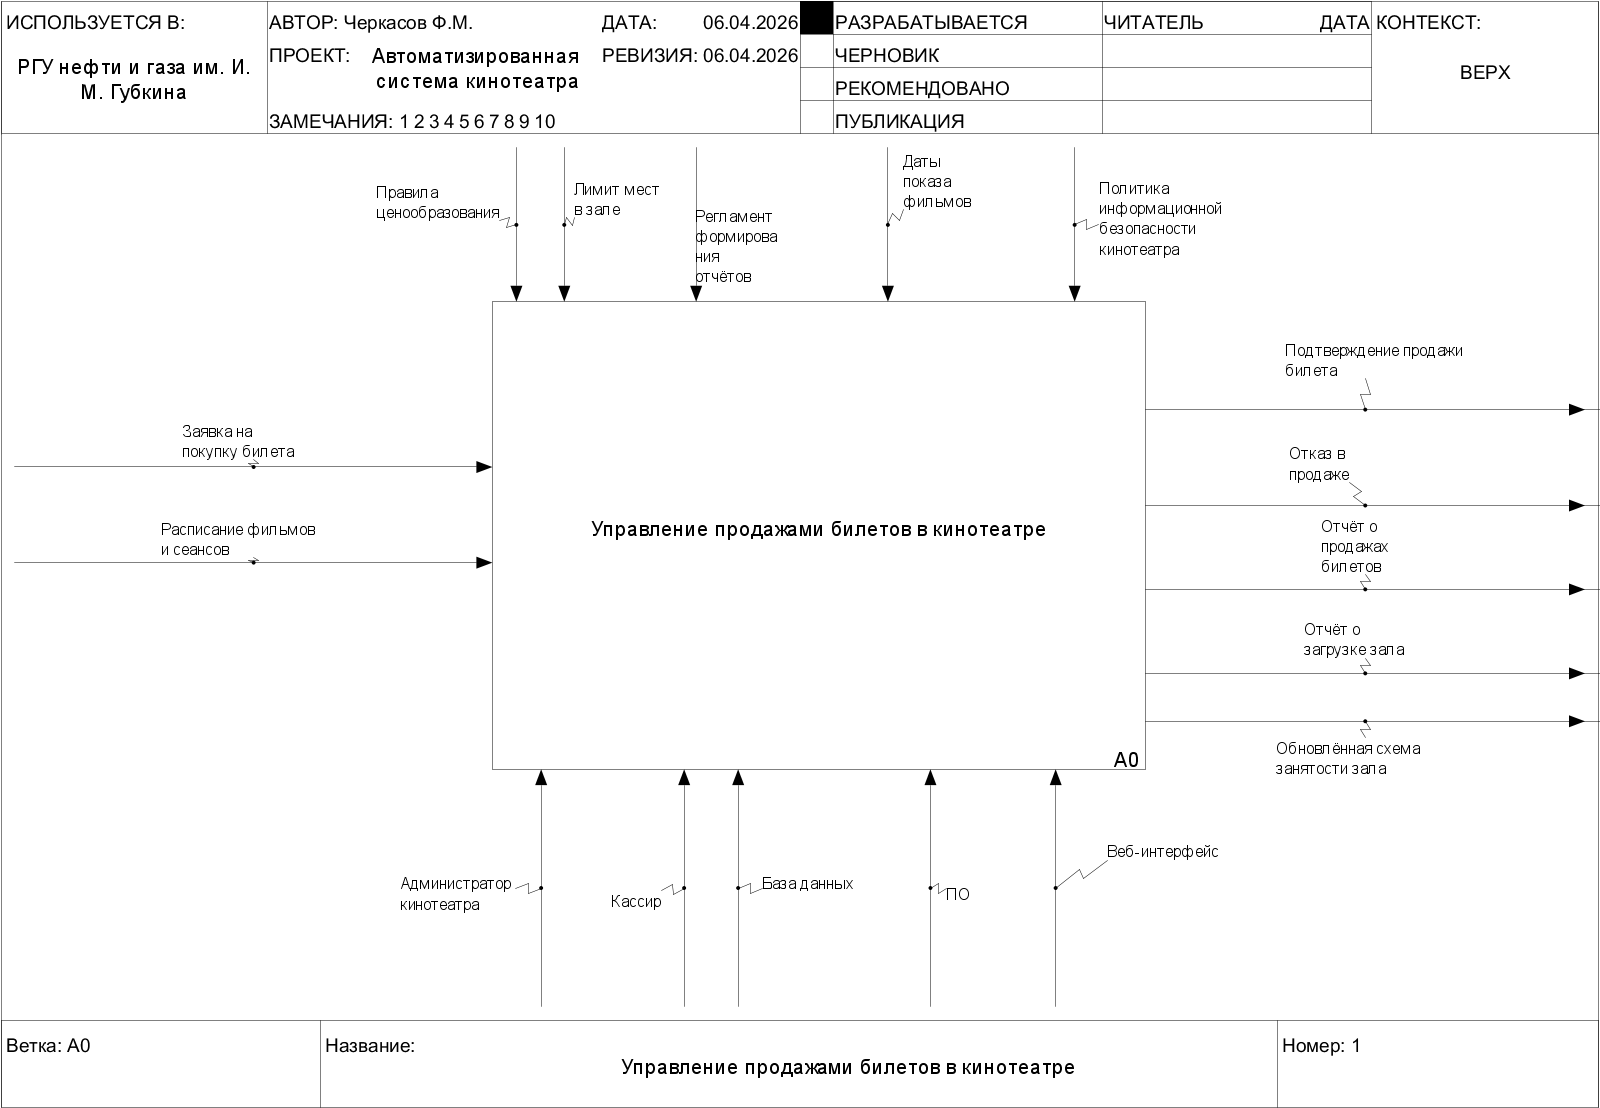 ИСПОЛЬЗУЕТСЯ В:
РГУ нефти и газа им. И.
М. Губкина
АВТОР: Черкасов Ф.М.
ДАТА: 06.04.2026
ПРОЕКТ: Автоматизированная
система кинотеатра
РЕВИЗИЯ: 06.04.2026
ЗАМЕЧАНИЯ: 1 2 3 4 5 6 7 8 9 10
РАЗРАБАТЫВАЕТСЯ
ЧЕРНОВИК
РЕКОМЕНДОВАНО
ПУБЛИКАЦИЯ
ЧИТАТЕЛЬ ДАТА
КОНТЕКСТ:
ВЕРХ
Правила
ценообразования
Лимит мест
в зале
Регламент
формирова
ния
отчётов
Даты
показа
фильмов
Политика
информационной
безопасности
кинотеатра
Заявка на
покупку билета
Расписание фильмов
и сеансов
Управление продажами билетов в кинотеатре
A0
Подтверждение продажи
билета
Отказ в
продаже
Отчёт о
продажах
билетов
Отчёт о
загрузке зала
Обновлённая схема
занятости зала
Администратор
кинотеатра
Кассир
База данных
ПО
Веб-интерфейс
Ветка: A0
Название:
Управление продажами билетов в кинотеатре
Номер: 1